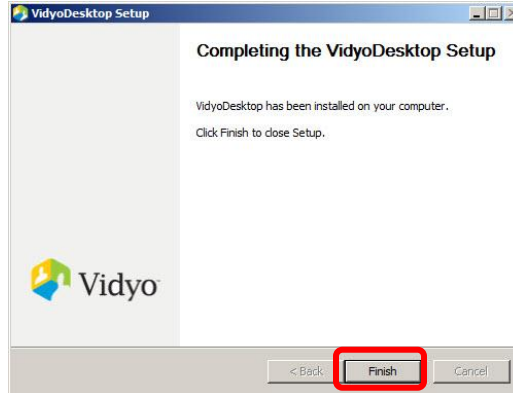 VidyoDesktop Setup
Completing the VidyoDesktop Setup
VidyoDesktop has been installed on your computer.
Click Finish to close Setup.
Vidyo
< Back Finish Cancel